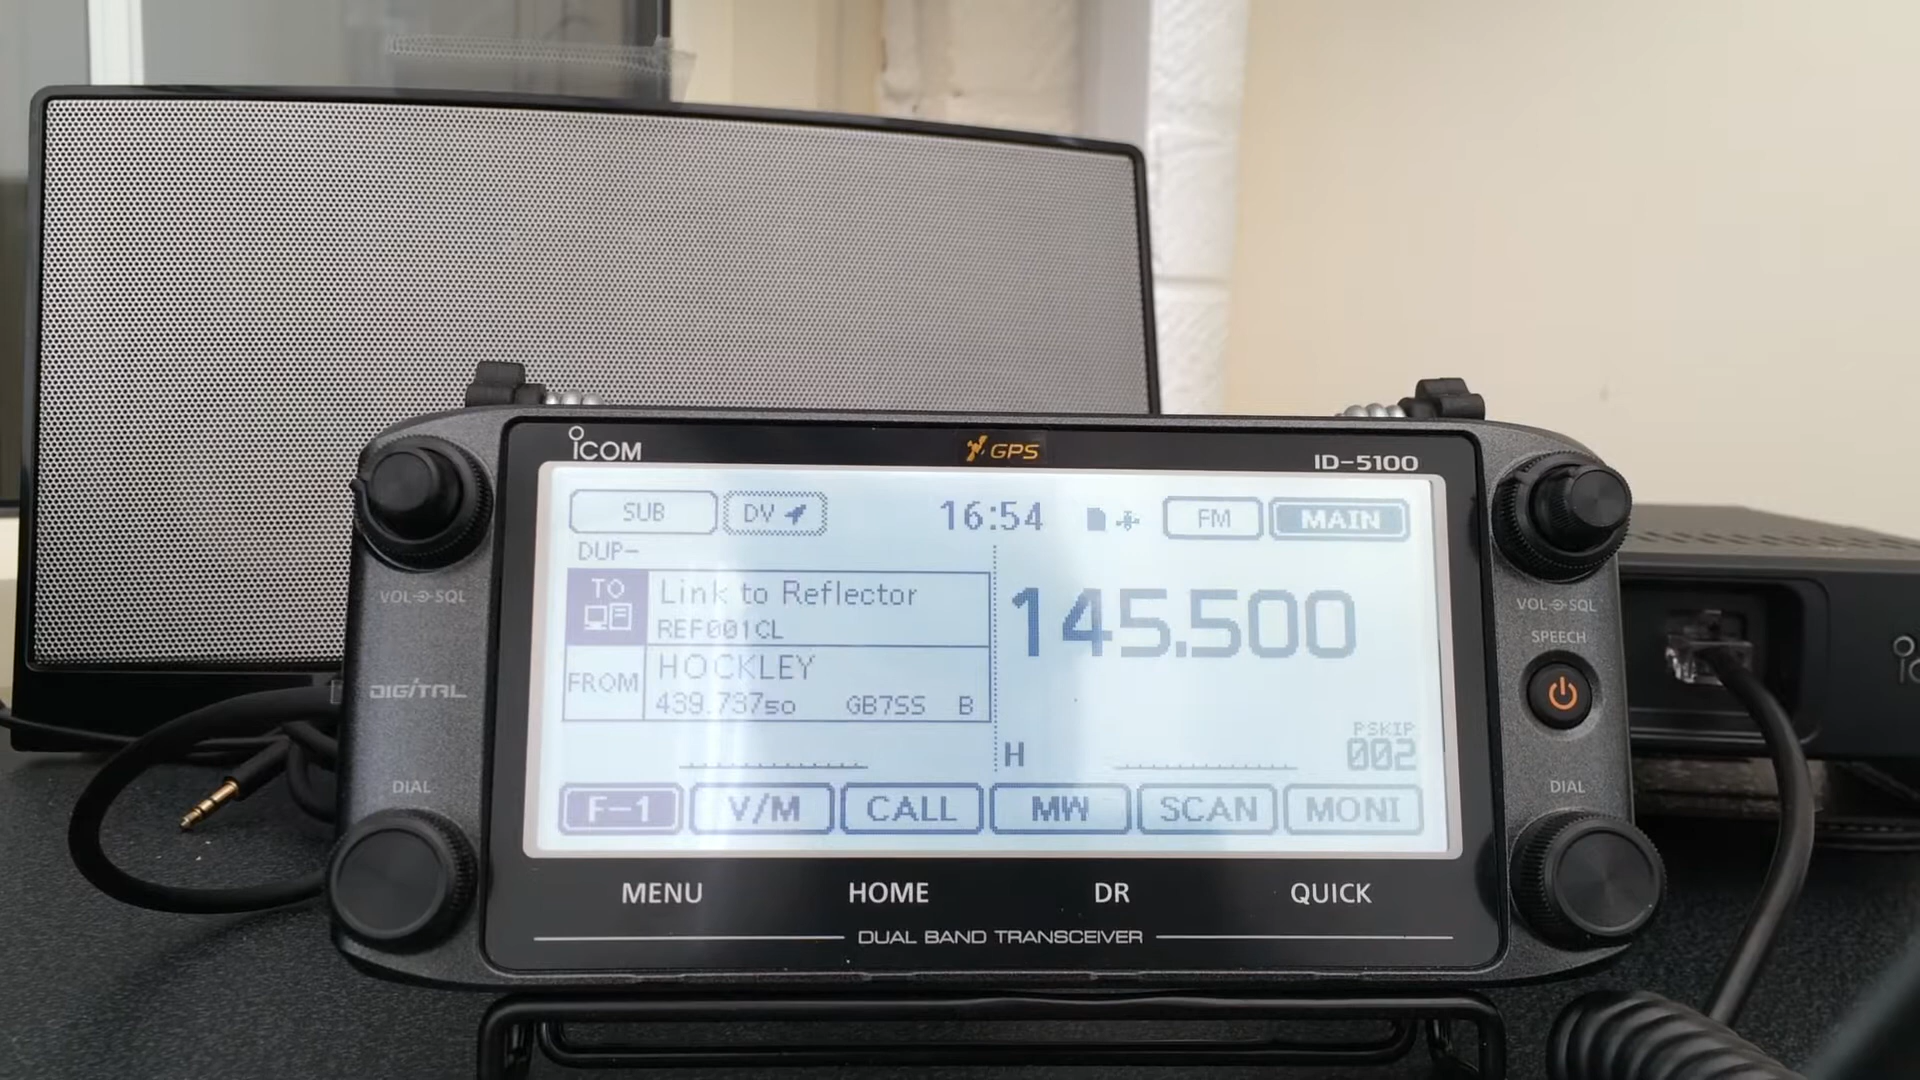 ICOM
GPS
ID-5100
SUB DV 16:54 FM MAIN
DUP-
TO Link to Reflector
REF001CL
FROM HOCKLEY
439.73750 GB7SS B
145.500
H
PSKIP
002
F-1 V/M CALL MW SCAN MONI
MENU HOME DR QUICK
DUAL BAND TRANSCEIVER
VOL SQL
DIGITAL
DIAL
VOL SQL
SPEECH
DIAL